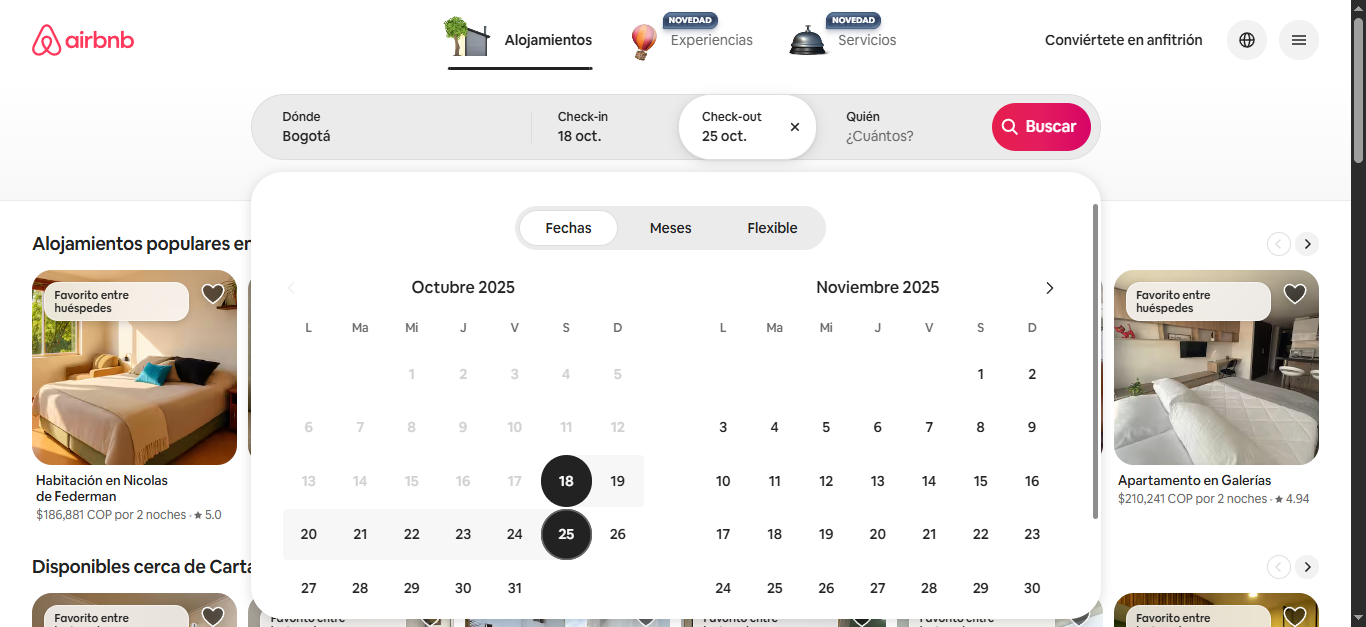 airbnb
Alojamientos
NOVEDAD
Experiencias
NOVEDAD
Servicios
Conviértete en anfitrión
Dónde
Bogotá
Check-in
18 oct.
Check-out
25 oct.
Quién
¿Cuántos?
Buscar
Fechas
Meses
Flexible
Alojamientos populares en
Octubre 2025
L Ma Mi J V S D
1 2 3 4 5
6 7 8 9 10 11 12
13 14 15 16 17 18 19
20 21 22 23 24 25 26
27 28 29 30 31
Noviembre 2025
L Ma Mi J V S D
1 2
3 4 5 6 7 8 9
10 11 12 13 14 15 16
17 18 19 20 21 22 23
24 25 26 27 28 29 30
Favorito entre
huéspedes
Habitación en Nicolas
de Federman
$186,881 COP por 2 noches · ★ 5.0
Favorito entre
huéspedes
Apartamento en Galerías
$210,241 COP por 2 noches · ★ 4.94
Disponibles cerca de Carta
Favorito entre
Favorito entre
Favorito entre
Favorito entre
Favorito entre